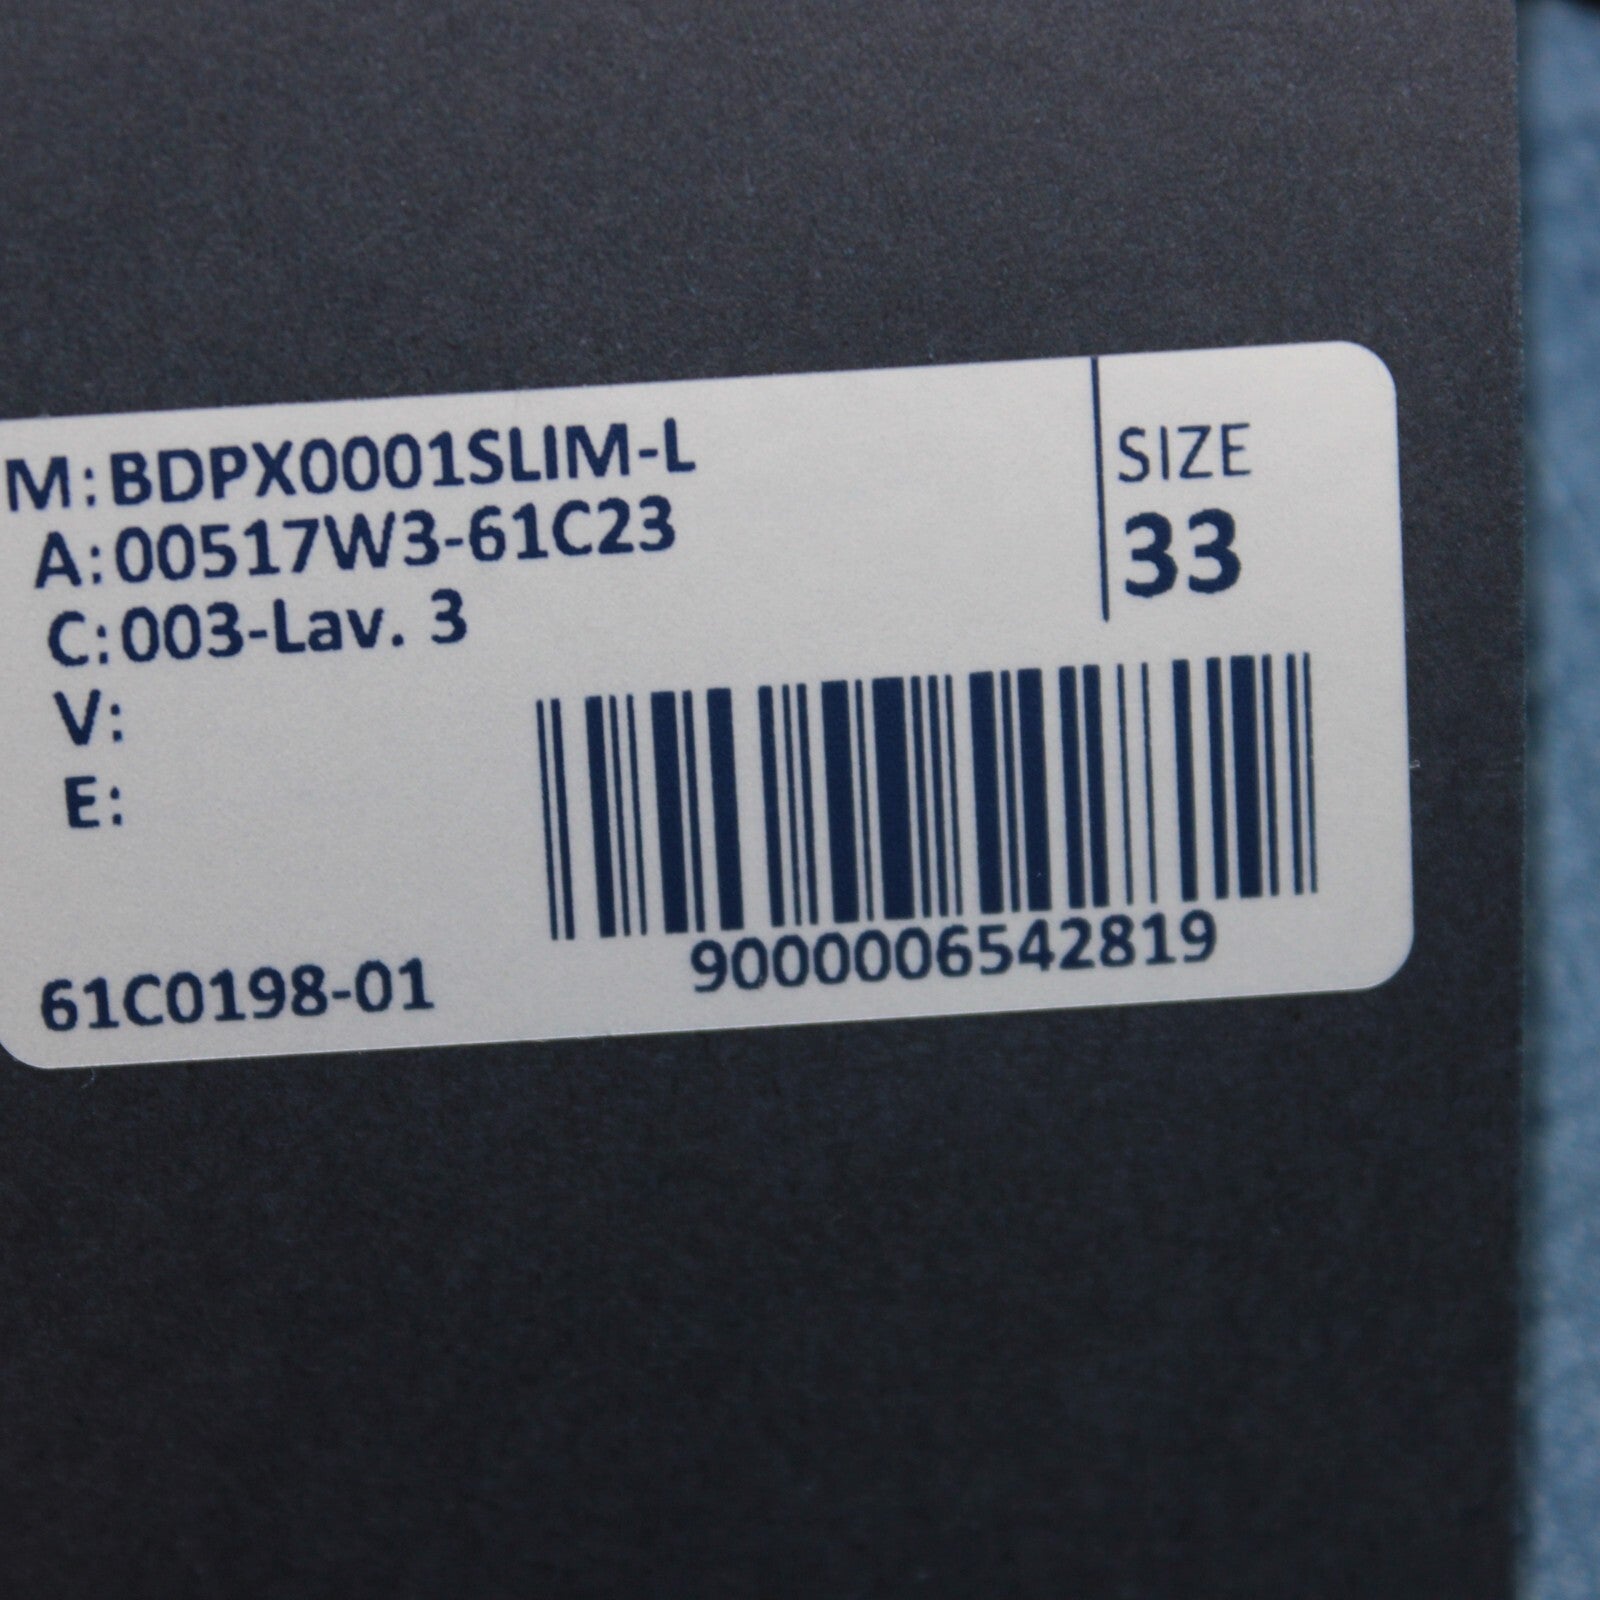 M:BDPX0001SLIM-L
A:00517W3-61C23
C:003-Lav. 3
V:
E:
SIZE
33
9000006542819
61C0198-01